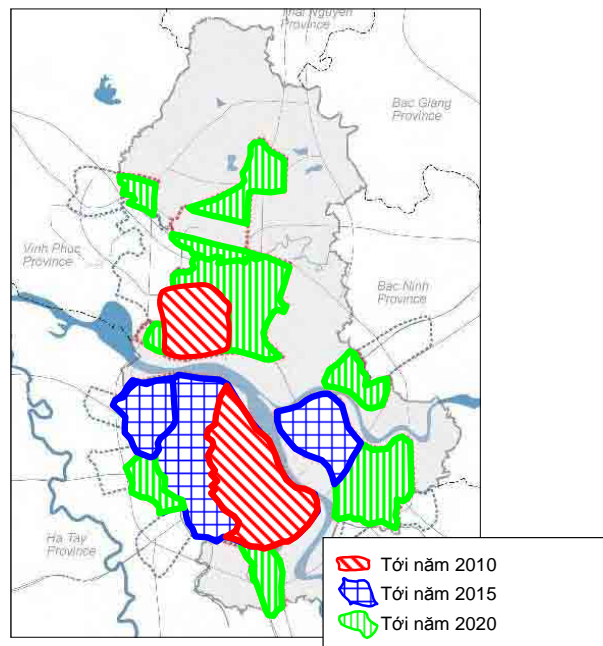 Thai Nguyen
Province
Bac Giang
Province
Vinh Phuc
Province
Bac Ninh
Province
Ha Tay
Province
Tới năm 2010
Tới năm 2015
Tới năm 2020